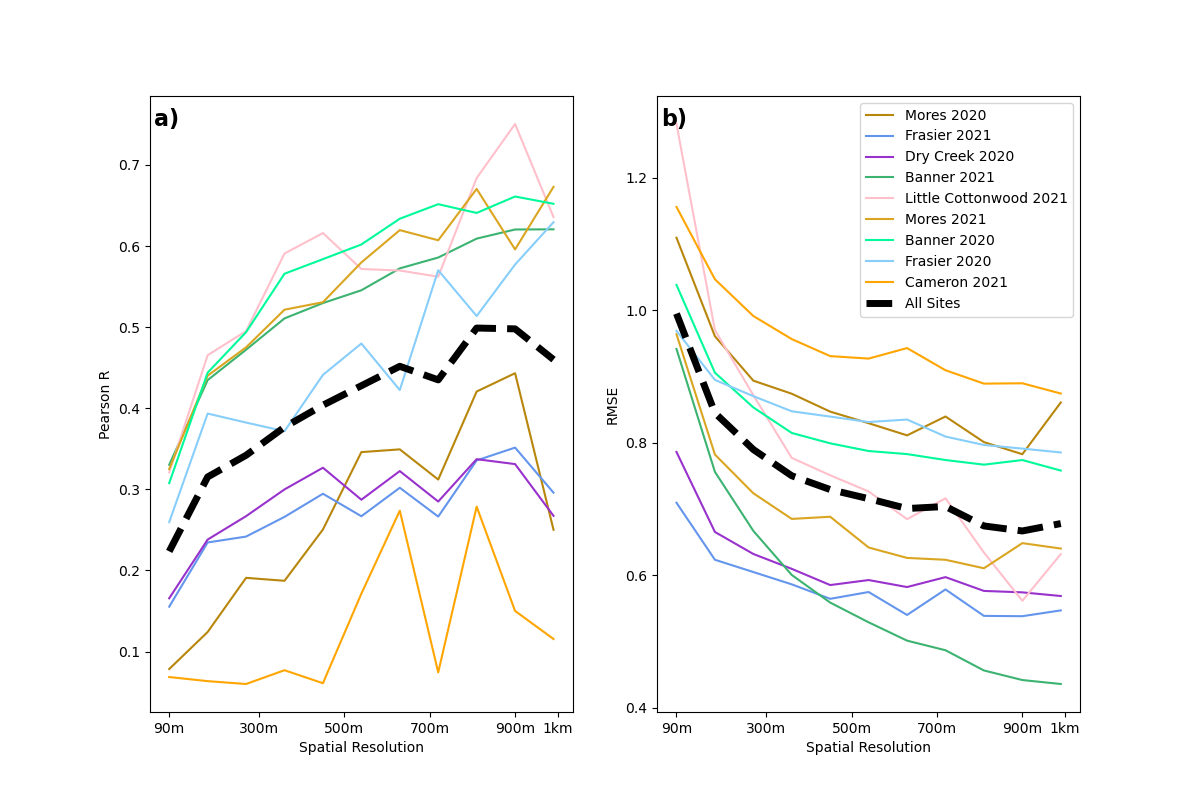 a)
0.7
0.6
0.5
0.4
0.3
0.2
0.1
Pearson R
90m 300m 500m 700m 900m 1km
Spatial Resolution
b)
1.2
1.0
0.8
0.6
0.4
RMSE
90m 300m 500m 700m 900m 1km
Spatial Resolution
Mores 2020
Frasier 2021
Dry Creek 2020
Banner 2021
Little Cottonwood 2021
Mores 2021
Banner 2020
Frasier 2020
Cameron 2021
All Sites